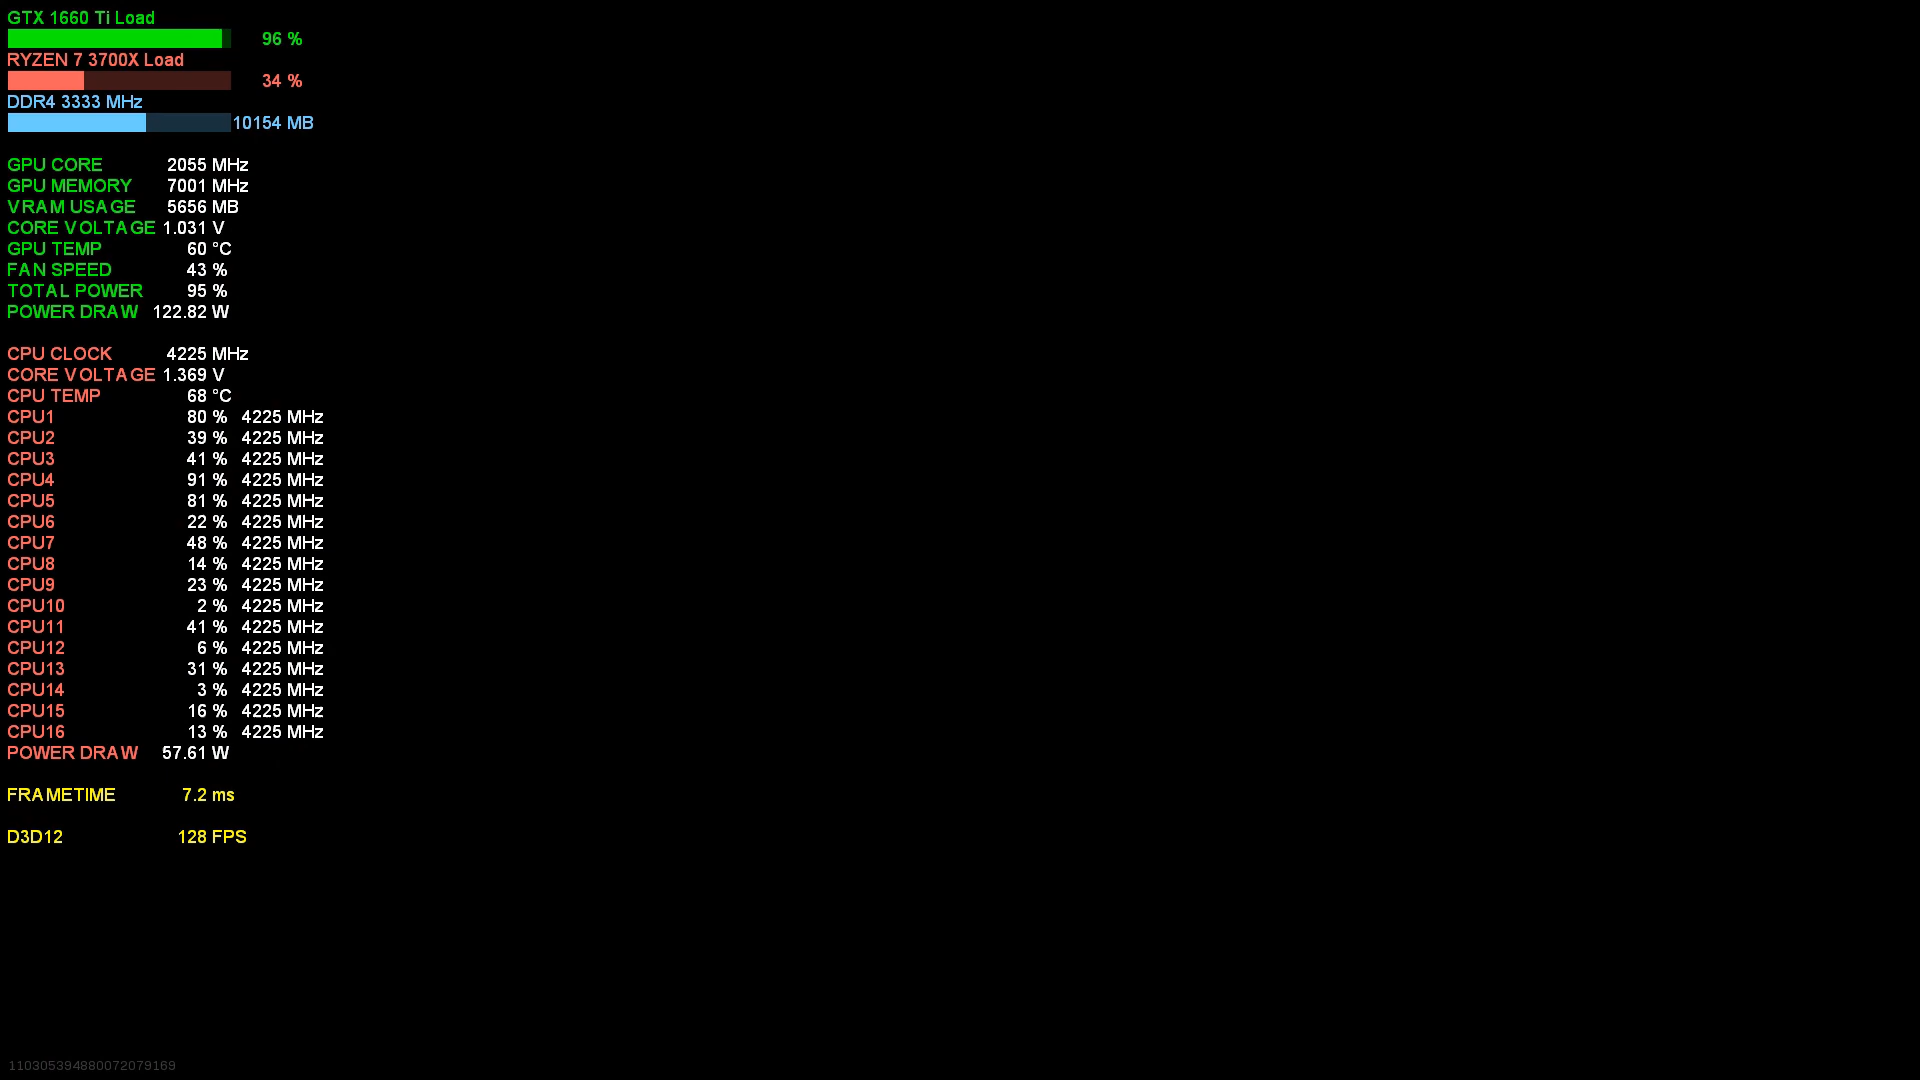 GTX 1660 Ti Load
96 %
RYZEN 7 3700X Load
34 %
DDR4 3333 MHz
10154 MB
GPU CORE 2055 MHz
GPU MEMORY 7001 MHz
VRAM USAGE 5656 MB
CORE VOLTAGE 1.031 V
GPU TEMP 60 °C
FAN SPEED 43 %
TOTAL POWER 95 %
POWER DRAW 122.82 W
CPU CLOCK 4225 MHz
CORE VOLTAGE 1.369 V
CPU TEMP 68 °C
CPU1 80 % 4225 MHz
CPU2 39 % 4225 MHz
CPU3 41 % 4225 MHz
CPU4 91 % 4225 MHz
CPU5 81 % 4225 MHz
CPU6 22 % 4225 MHz
CPU7 48 % 4225 MHz
CPU8 14 % 4225 MHz
CPU9 23 % 4225 MHz
CPU10 2 % 4225 MHz
CPU11 41 % 4225 MHz
CPU12 6 % 4225 MHz
CPU13 31 % 4225 MHz
CPU14 3 % 4225 MHz
CPU15 16 % 4225 MHz
CPU16 13 % 4225 MHz
POWER DRAW 57.61 W
FRAMETIME 7.2 ms
D3D12 128 FPS
110305394880072079169